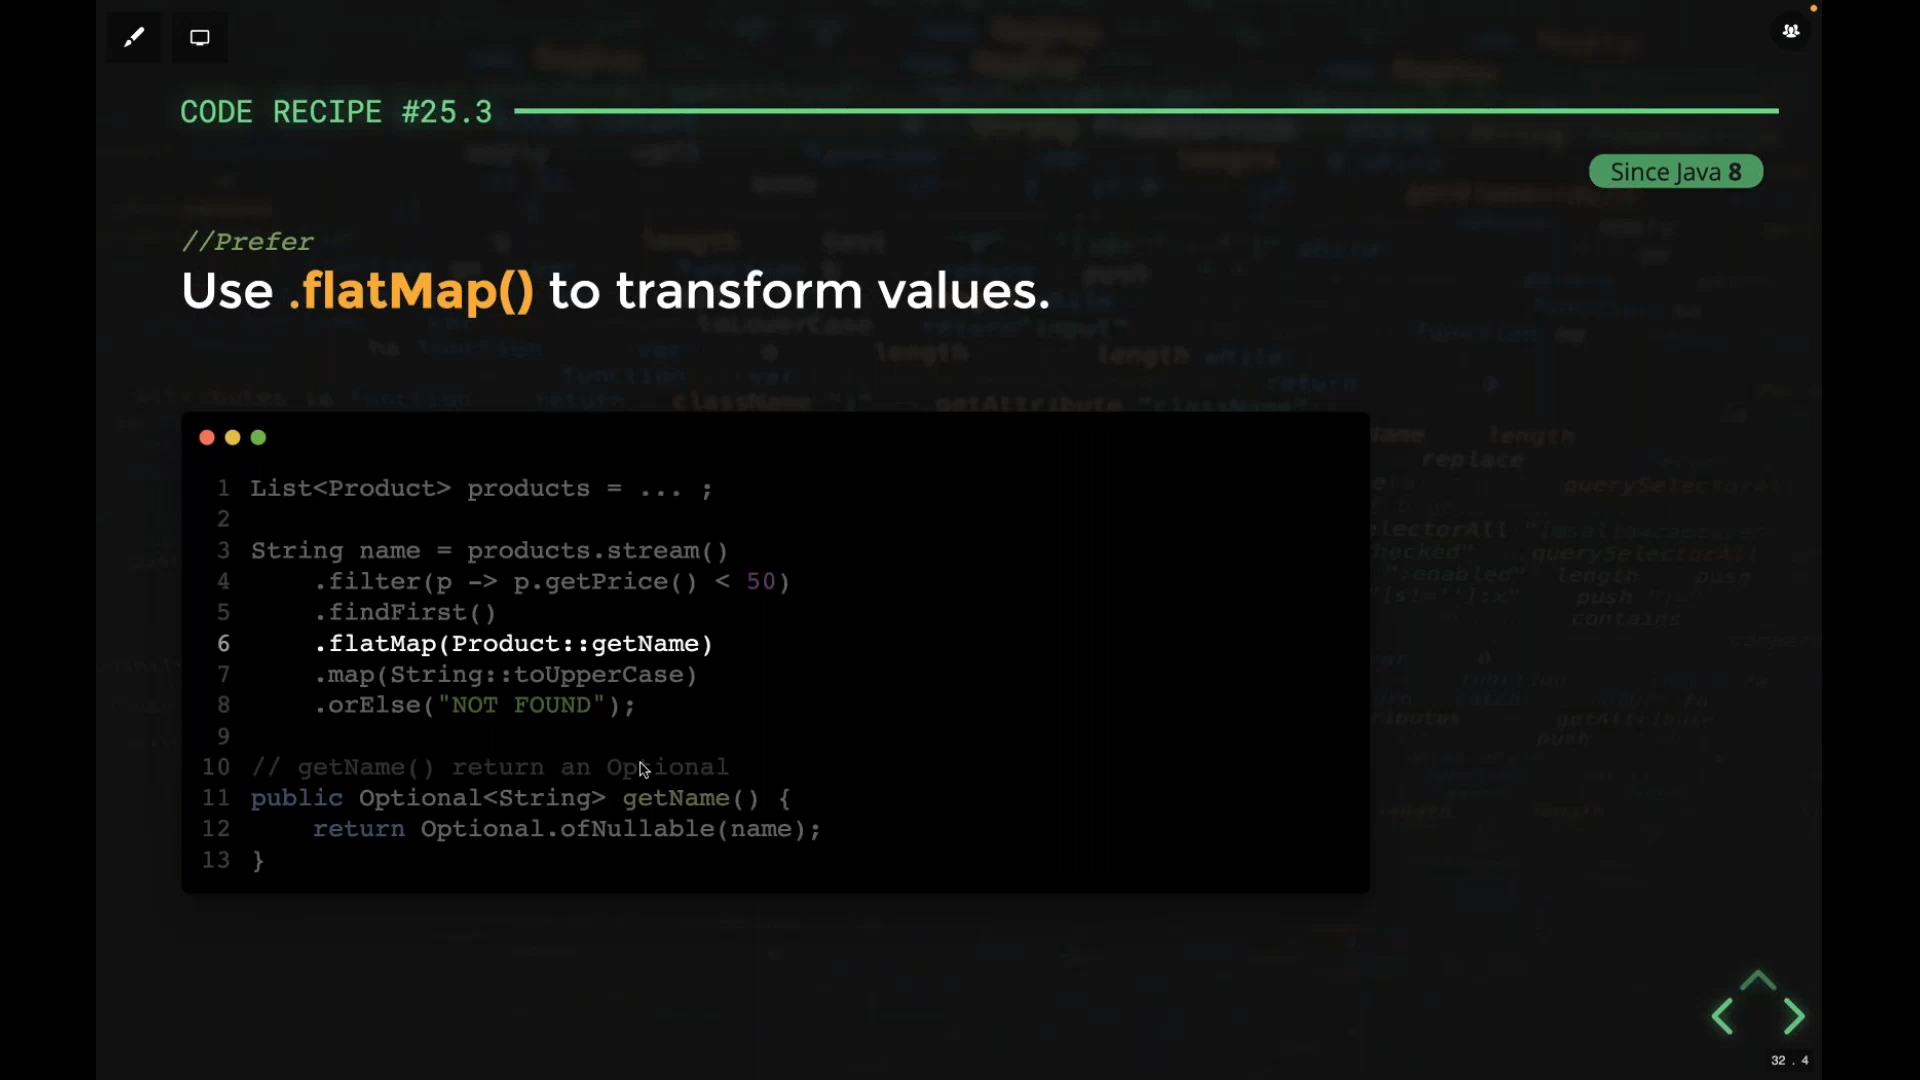 CODE RECIPE #25.3
Since Java 8
//Prefer
Use .flatMap() to transform values.
1 List<Product> products = ... ;
2
3 String name = products.stream()
4     .filter(p -> p.getPrice() < 50)
5     .findFirst()
6     .flatMap(Product::getName)
7     .map(String::toUpperCase)
8     .orElse("NOT FOUND");
9
10 // getName() return an Optional
11 public Optional<String> getName() {
12     return Optional.ofNullable(name);
13 }
32 . 4